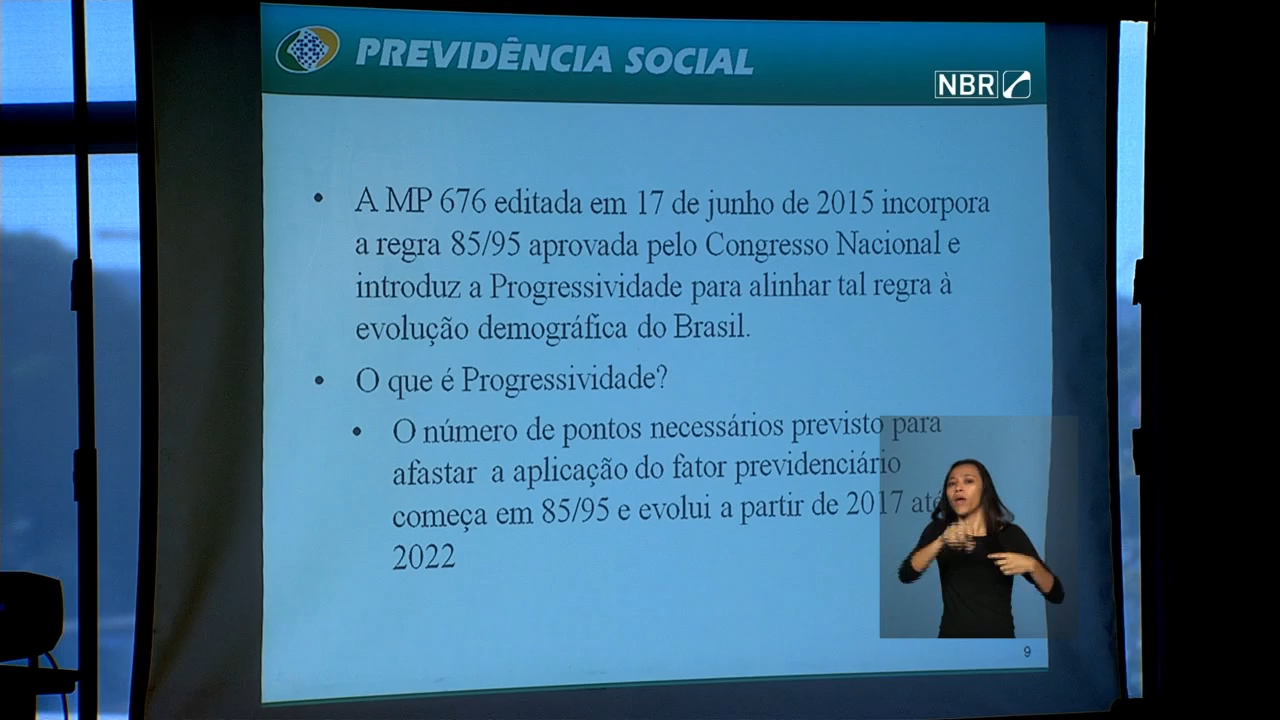 PREVIDÊNCIA SOCIAL
NBR
• A MP 676 editada em 17 de junho de 2015 incorpora
a regra 85/95 aprovada pelo Congresso Nacional e
introduz a Progressividade para alinhar tal regra à
evolução demográfica do Brasil.
• O que é Progressividade?
• O número de pontos necessários previsto para
afastar a aplicação do fator previdenciário
começa em 85/95 e evolui a partir de 2017 até
2022
9